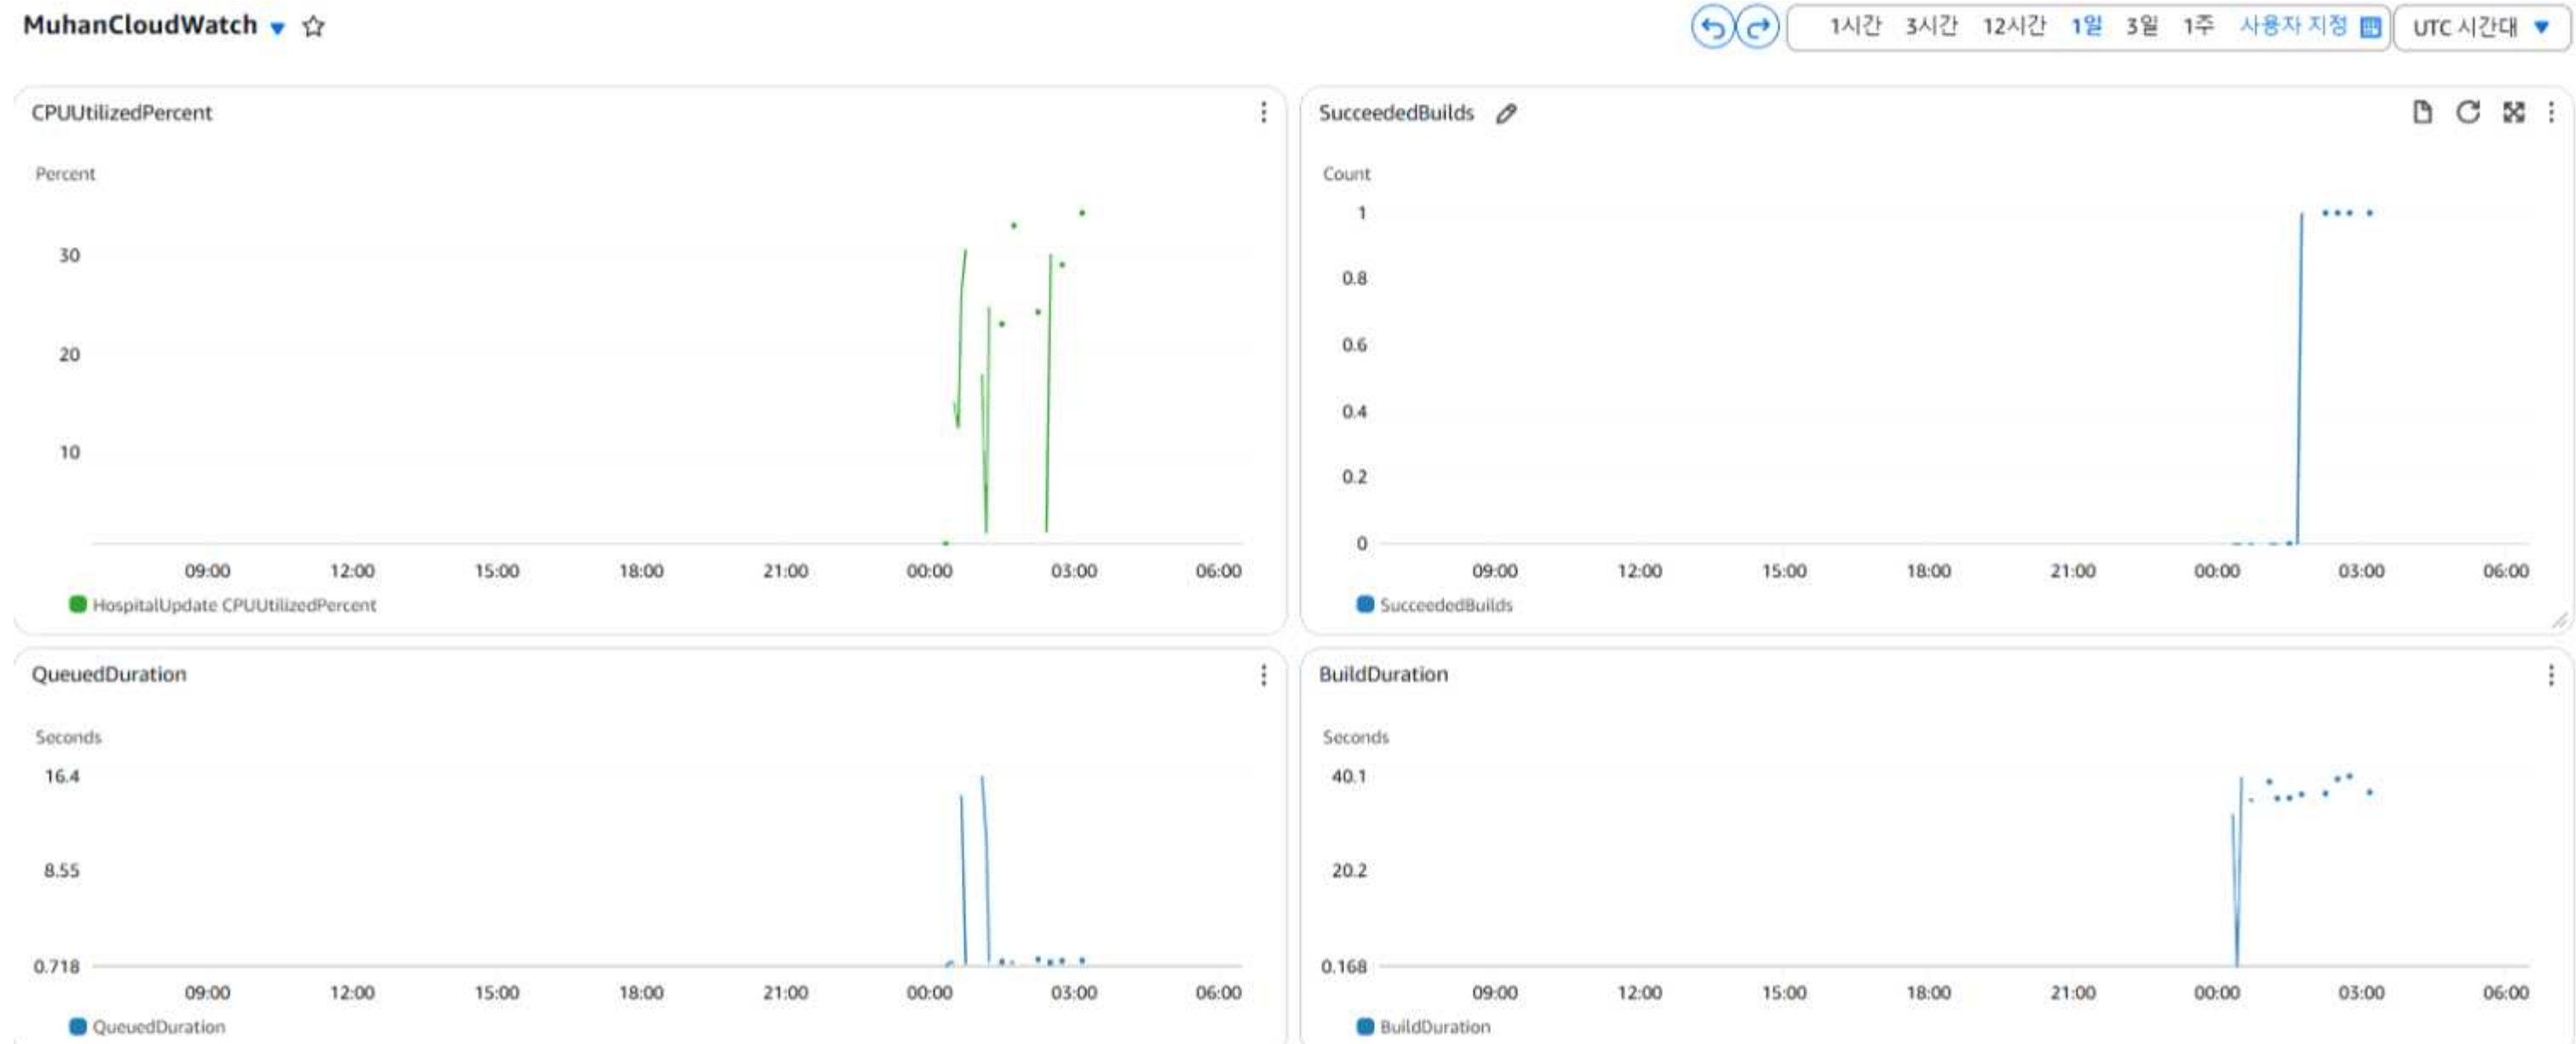 MuhanCloudWatch
1시간 3시간 12시간 1일 3일 1주 사용자 지정 UTC 시간대
CPUUtilizedPercent
Percent
30
20
10
09:00 12:00 15:00 18:00 21:00 00:00 03:00 06:00
HospitalUpdate CPUUtilizedPercent
SucceededBuilds
Count
1
0.8
0.6
0.4
0.2
0
09:00 12:00 15:00 18:00 21:00 00:00 03:00 06:00
SucceededBuilds
QueuedDuration
Seconds
16.4
8.55
0.718
09:00 12:00 15:00 18:00 21:00 00:00 03:00 06:00
QueuedDuration
BuildDuration
Seconds
40.1
20.2
0.168
09:00 12:00 15:00 18:00 21:00 00:00 03:00 06:00
BuildDuration